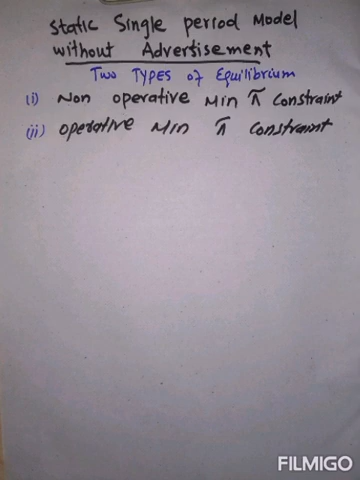 Static Single period Model
without Advertisement
Two Types of Equilibrium
(i) Non operative Min π Constraint
(ii) operative Min π Constraint
FILMIGO